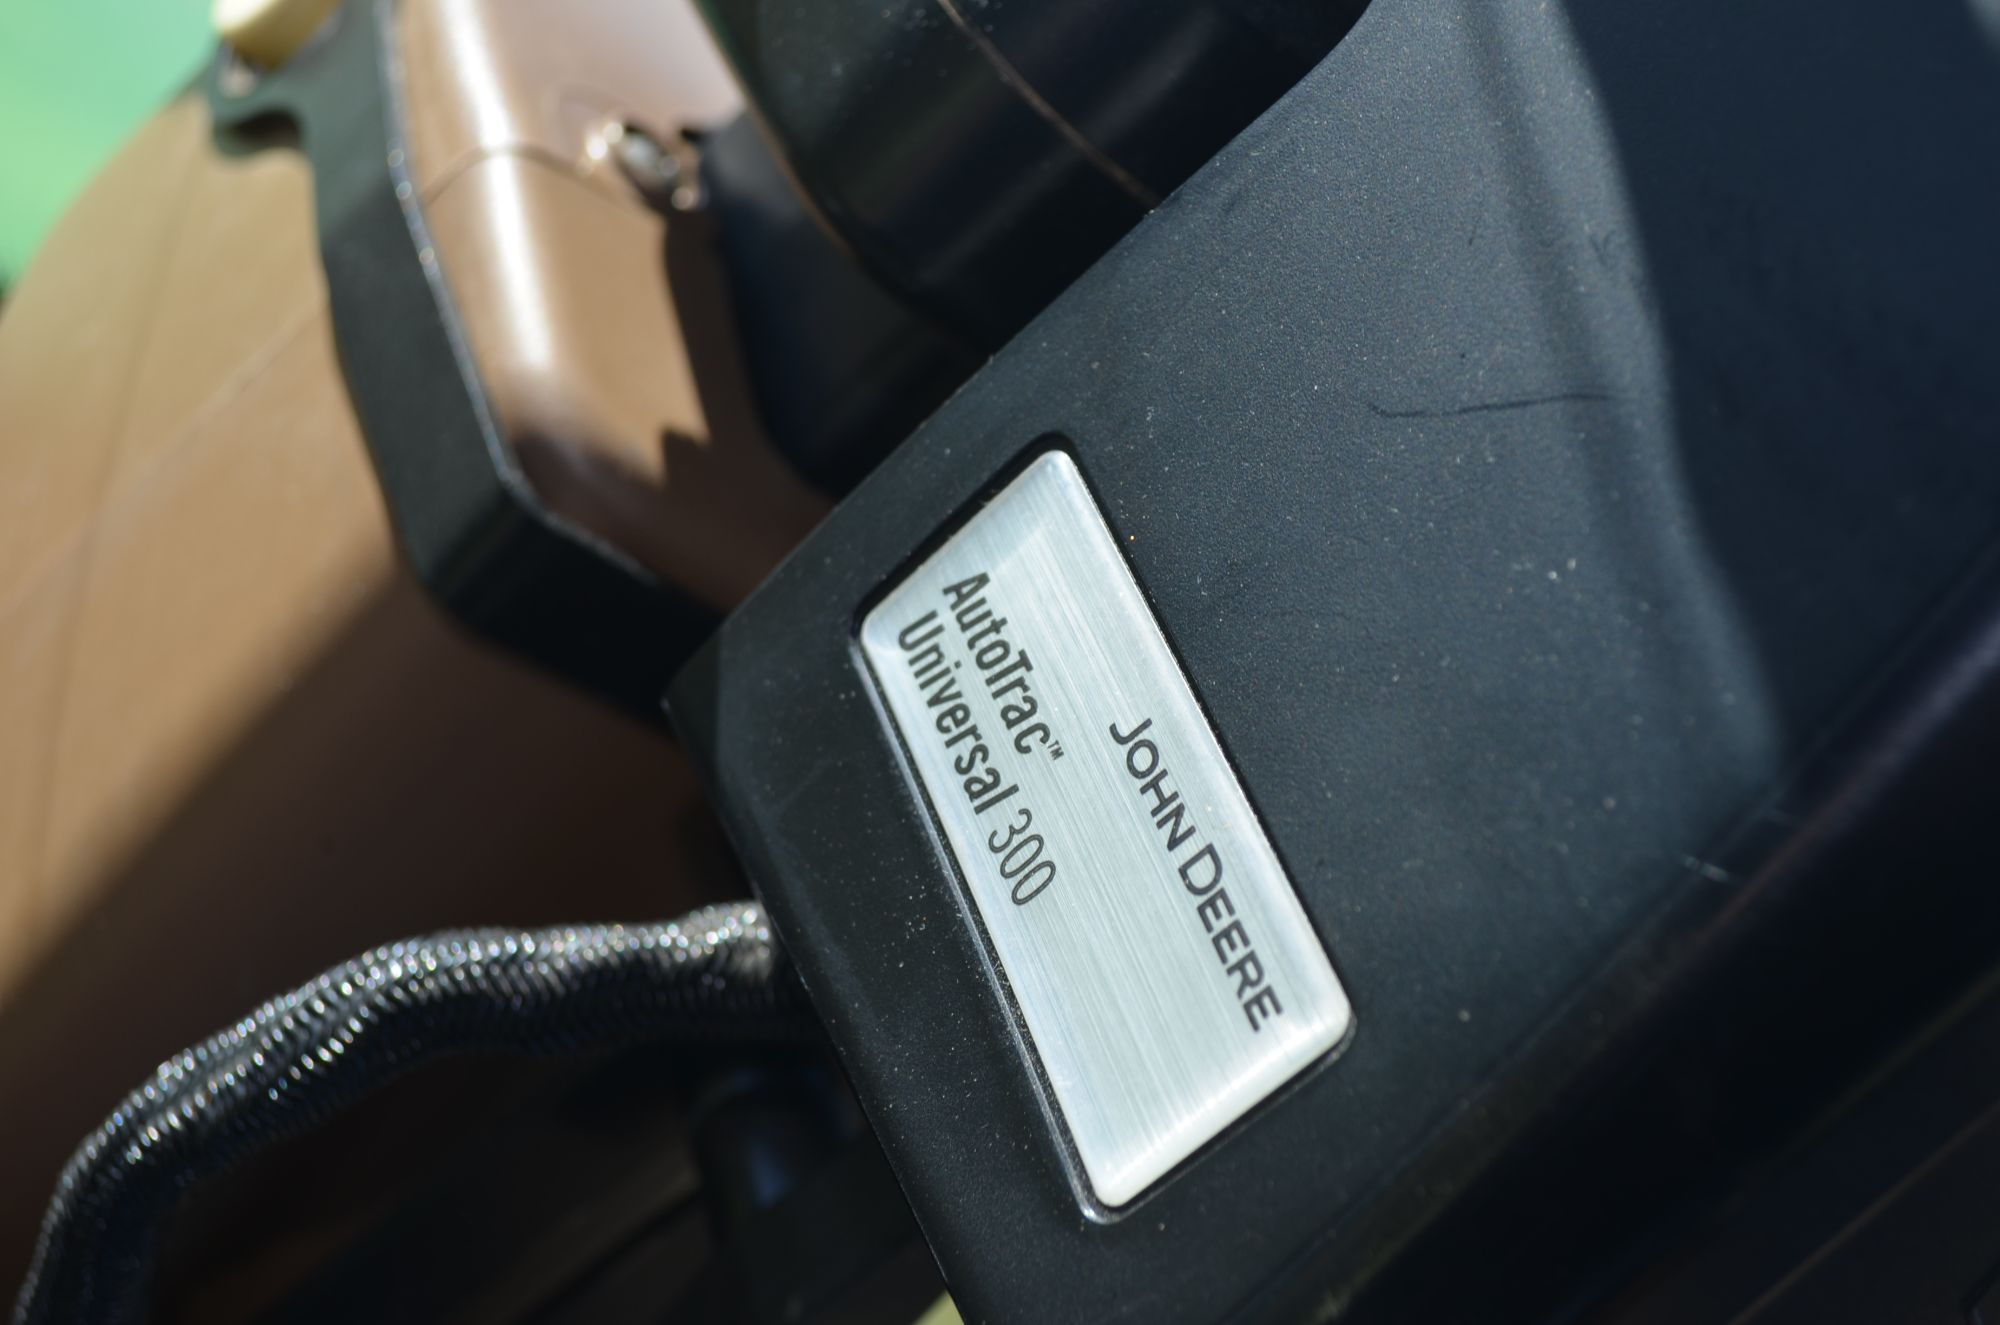 JOHN DEERE
AutoTrac™
Universal 300